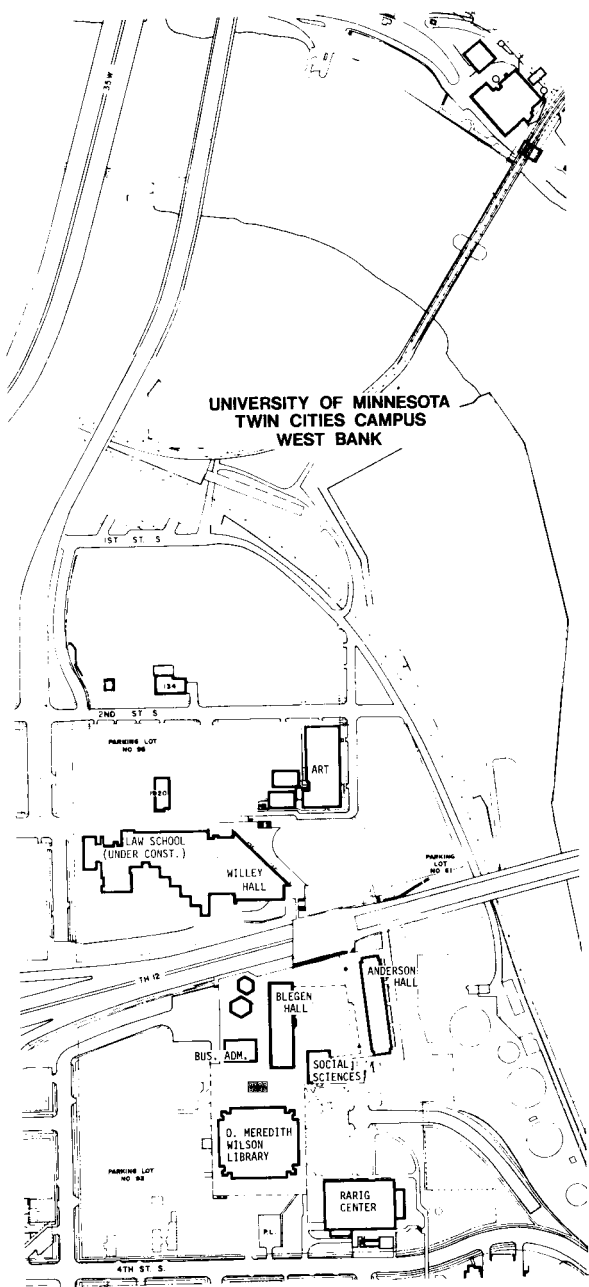 35W
UNIVERSITY OF MINNESOTA
TWIN CITIES CAMPUS
WEST BANK
1ST ST. S
134
2ND ST S
PARKING LOT
NO 96
ART
1920
LAW SCHOOL
(UNDER CONST.)
WILLEY
HALL
PARKING
LOT
NO 61
TH 12
ANDERSON
HALL
BLEGEN
HALL
BUS. ADM.
SOCIAL
SCIENCES
O. MEREDITH
WILSON
LIBRARY
PARKING LOT
NO 93
RARIG
CENTER
P.L.
4TH ST. S.